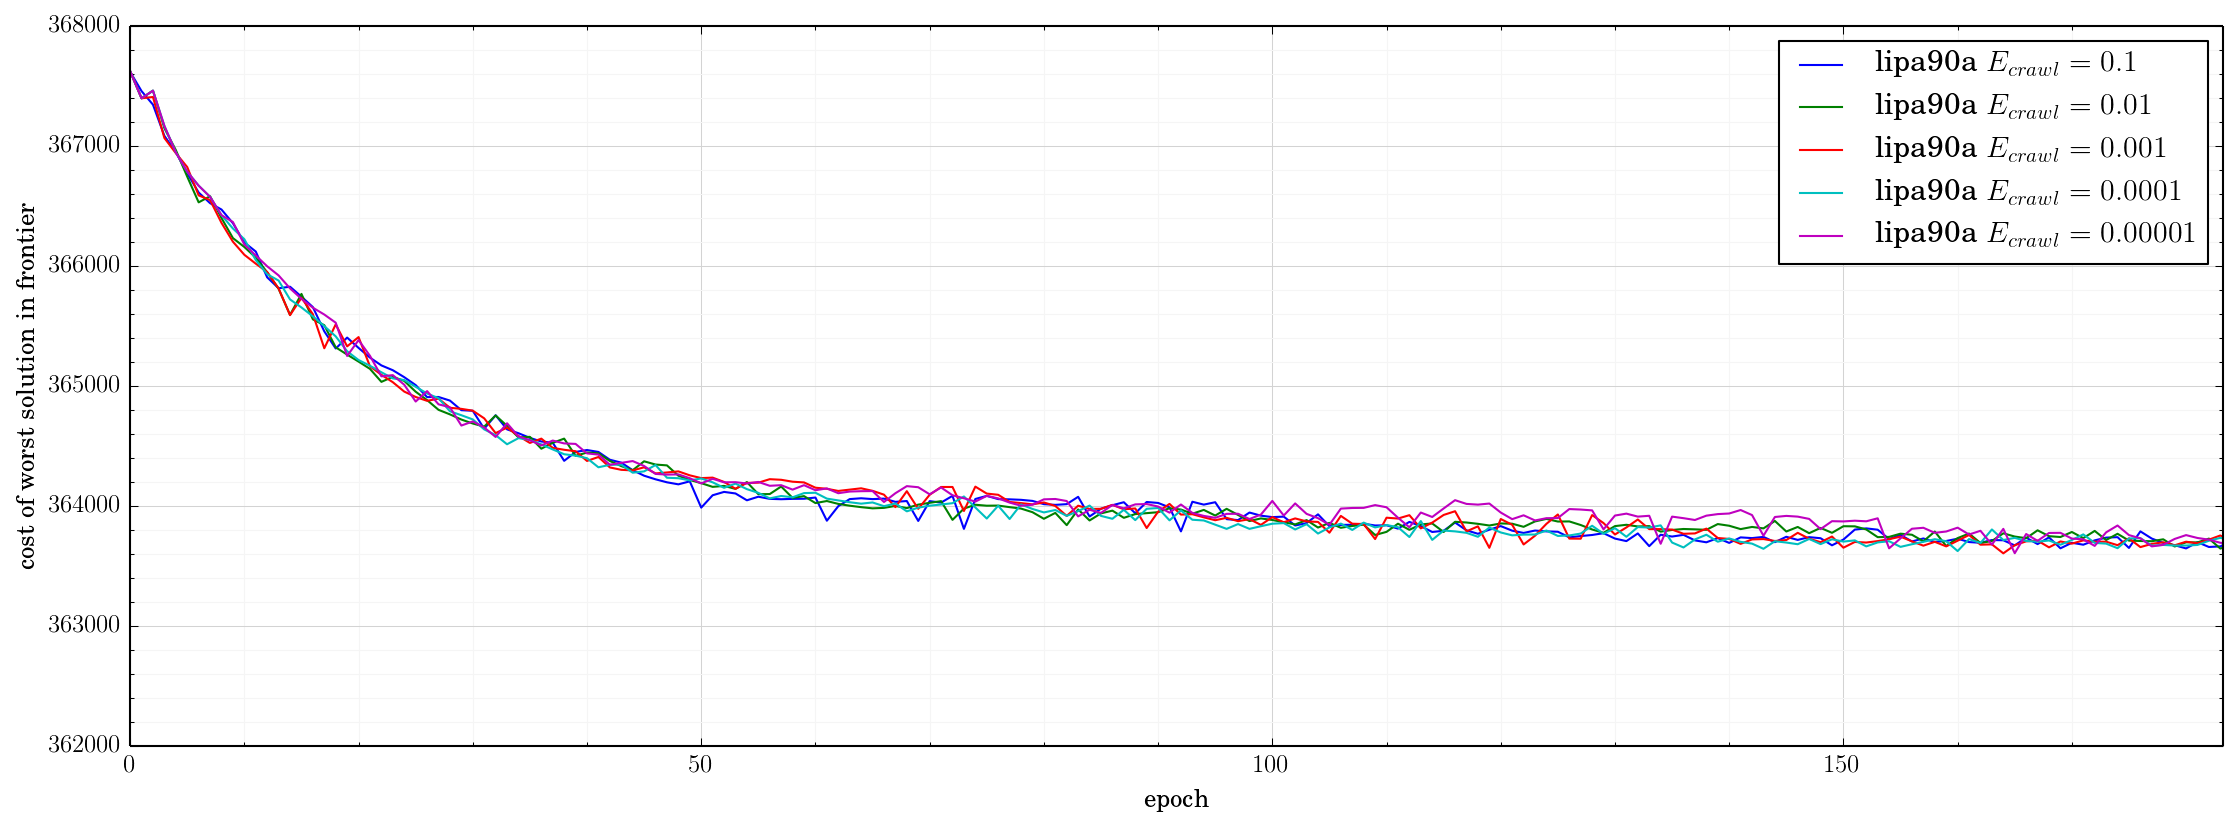 cost of worst solution in frontier
368000
367000
366000
365000
364000
363000
362000
lipa90a E_crawl = 0.1
lipa90a E_crawl = 0.01
lipa90a E_crawl = 0.001
lipa90a E_crawl = 0.0001
lipa90a E_crawl = 0.00001
0 50 100 150
epoch